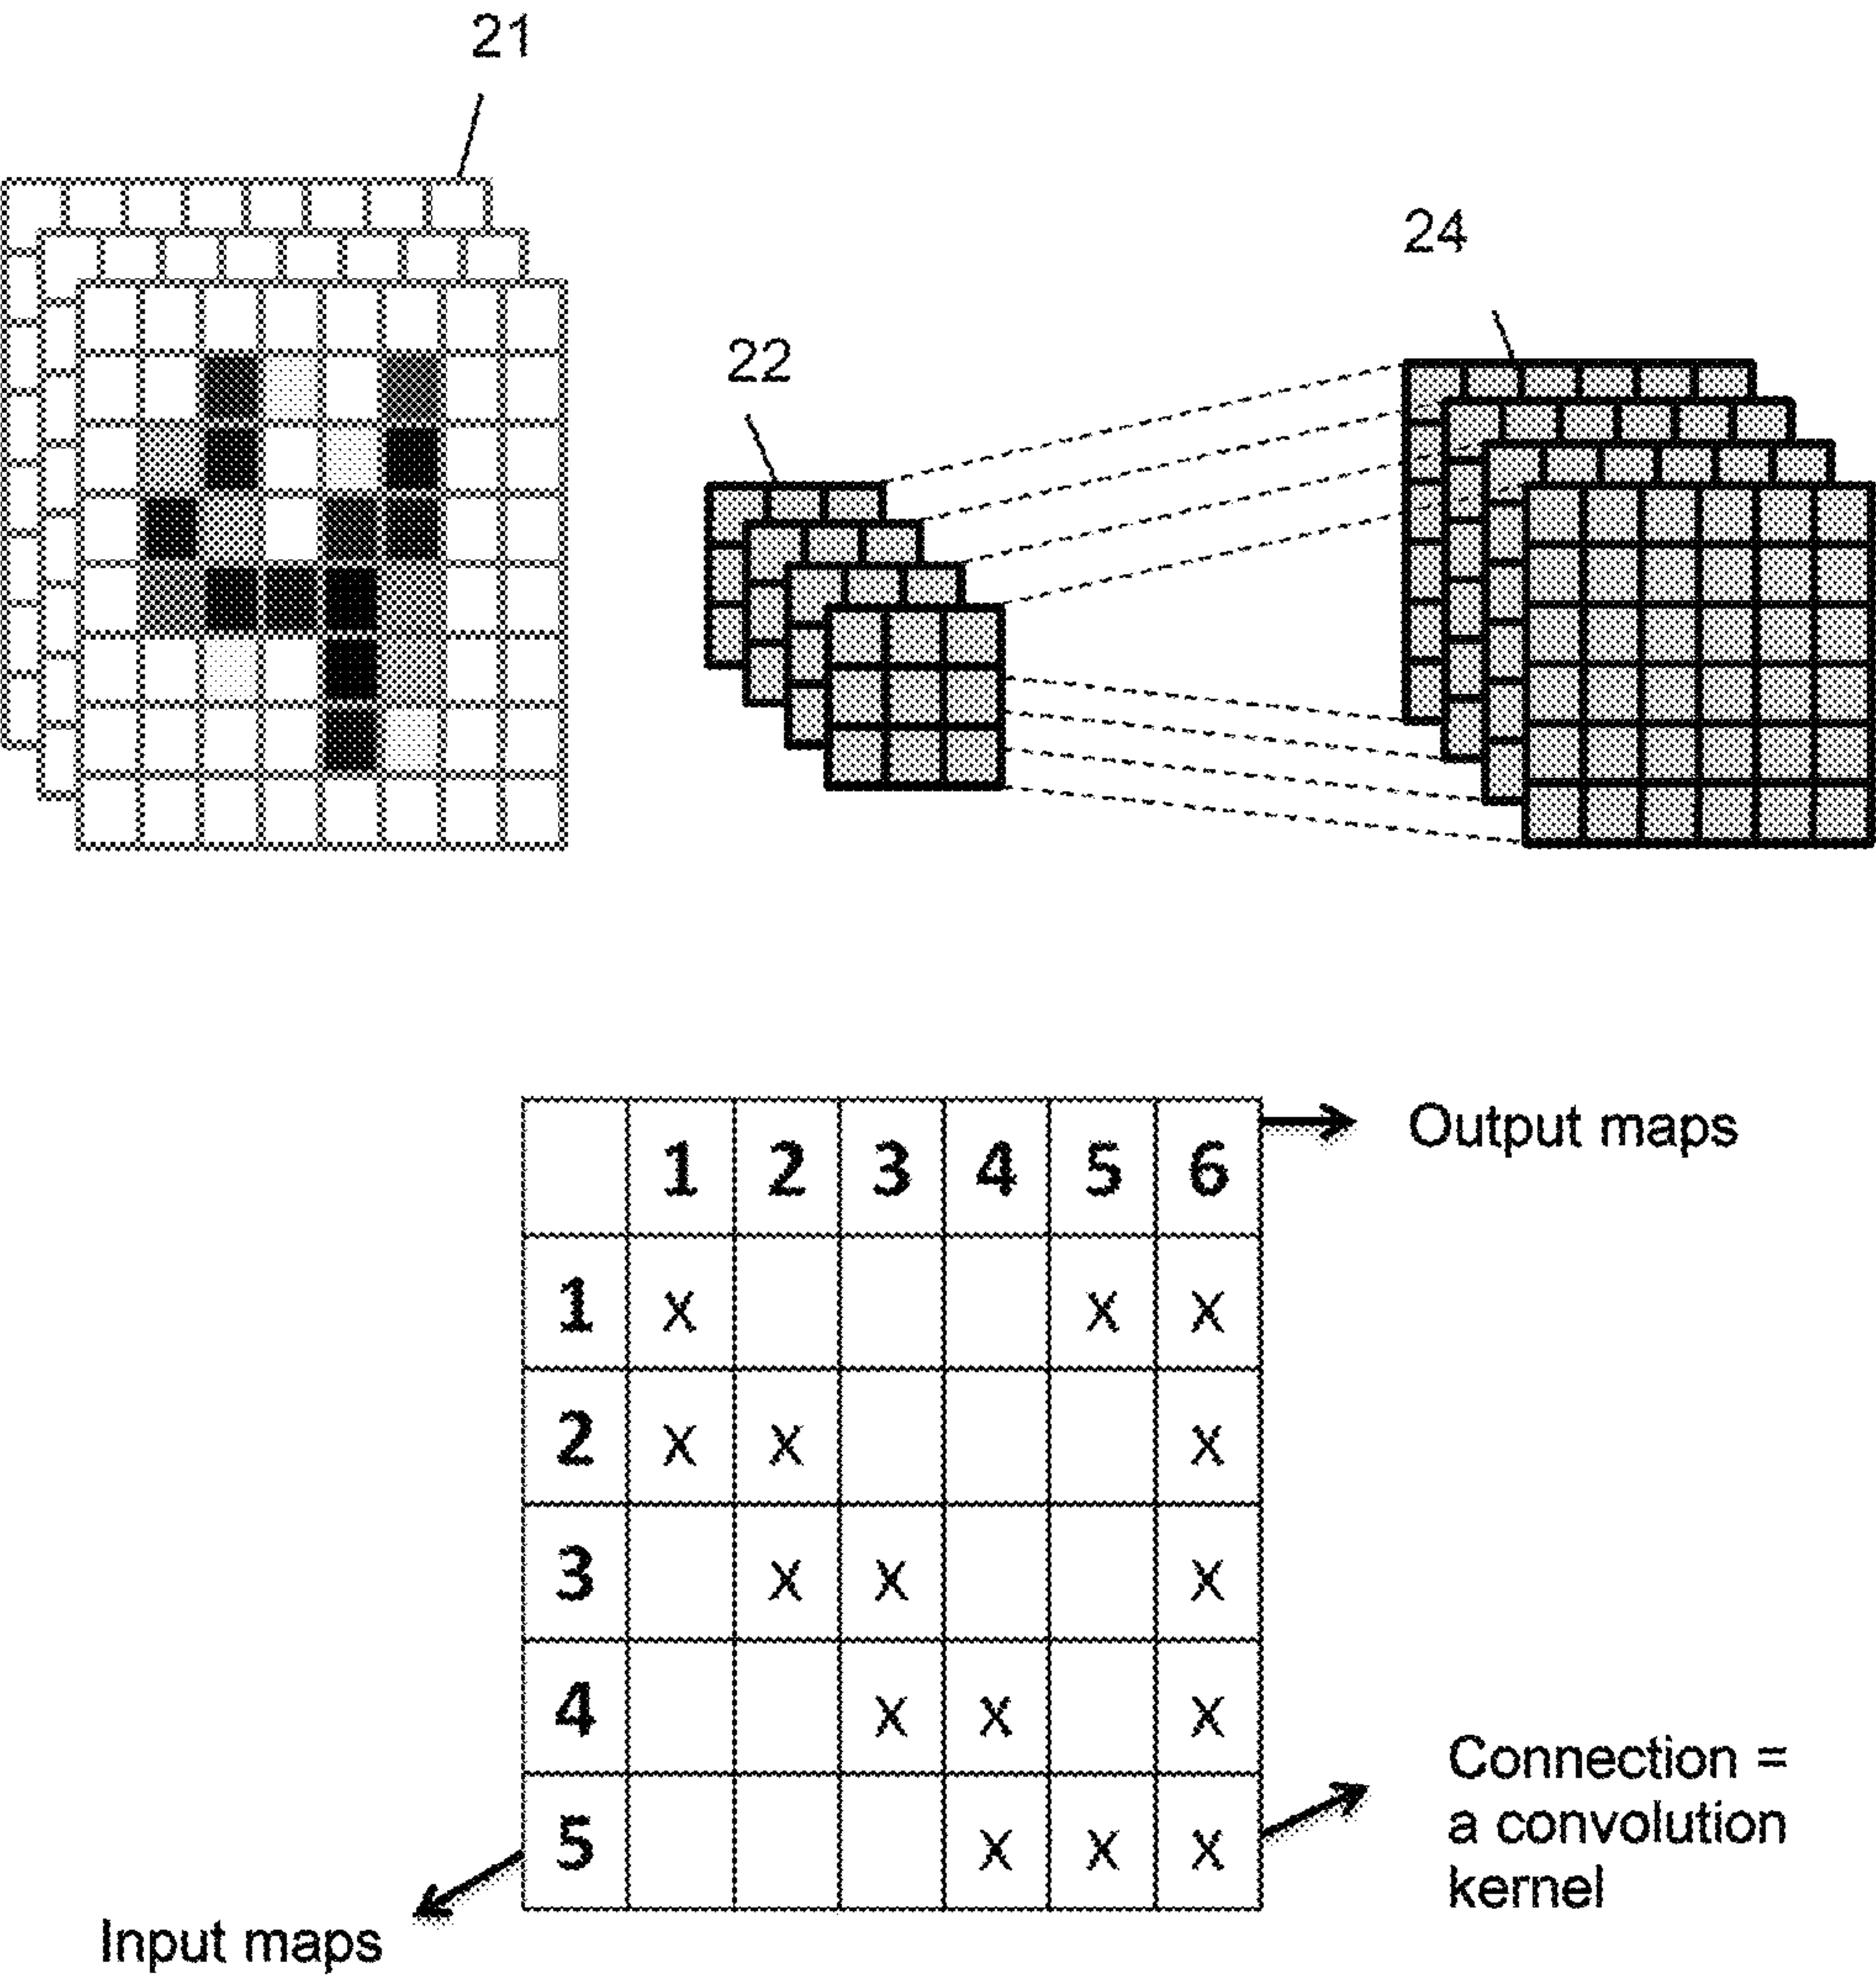 21
24
22
Output maps
1 2 3 4 5 6
1 X X X
2 X X X
3 X X X
4 X X X
5 X X X
Connection =
a convolution
kernel
Input maps